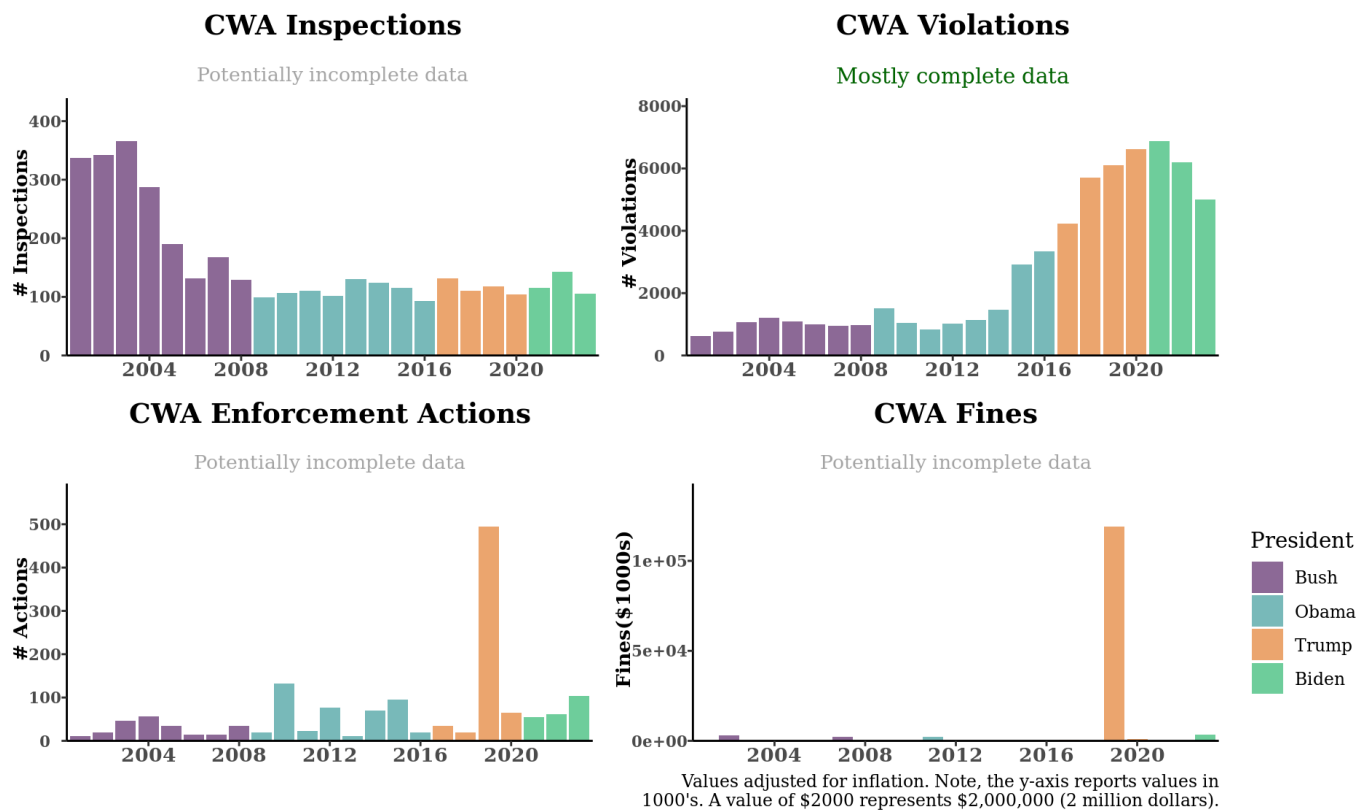 CWA Inspections
Potentially incomplete data
# Inspections
400
300
200
100
0
2004 2008 2012 2016 2020
CWA Violations
Mostly complete data
# Violations
8000
6000
4000
2000
0
2004 2008 2012 2016 2020
CWA Enforcement Actions
Potentially incomplete data
# Actions
500
400
300
200
100
0
2004 2008 2012 2016 2020
CWA Fines
Potentially incomplete data
Fines($1000s)
1e+05
5e+04
0e+00
2004 2008 2012 2016 2020
President
Bush
Obama
Trump
Biden
Values adjusted for inflation. Note, the y-axis reports values in
1000's. A value of $2000 represents $2,000,000 (2 million dollars).